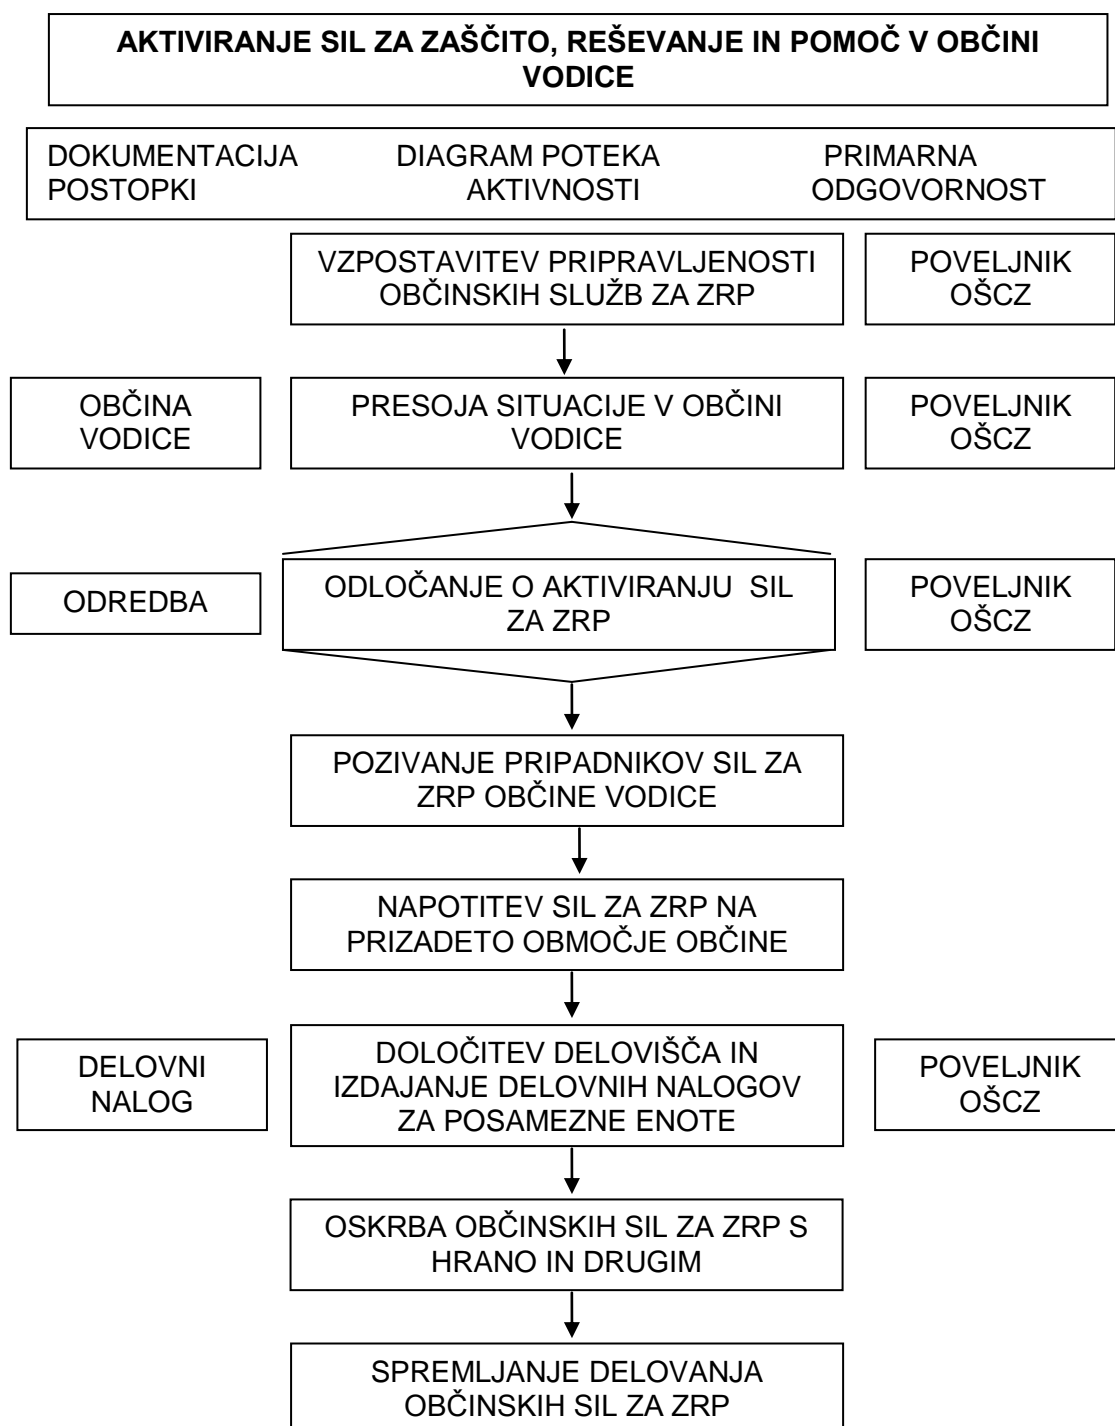 AKTIVIRANJE SIL ZA ZAŠČITO, REŠEVANJE IN POMOČ V OBČINI
VODICE
DOKUMENTACIJA DIAGRAM POTEKA PRIMARNA
POSTOPKI AKTIVNOSTI ODGOVORNOST
VZPOSTAVITEV PRIPRAVLJENOSTI
OBČINSKIH SLUŽB ZA ZRP
POVELJNIK
OŠCZ
OBČINA
VODICE
PRESOJA SITUACIJE V OBČINI
VODICE
POVELJNIK
OŠCZ
ODREDBA
ODLOČANJE O AKTIVIRANJU SIL
ZA ZRP
POVELJNIK
OŠCZ
POZIVANJE PRIPADNIKOV SIL ZA
ZRP OBČINE VODICE
NAPOTITEV SIL ZA ZRP NA
PRIZADETO OBMOČJE OBČINE
DELOVNI
NALOG
DOLOČITEV DELOVIŠČA IN
IZDAJANJE DELOVNIH NALOGOV
ZA POSAMEZNE ENOTE
POVELJNIK
OŠCZ
OSKRBA OBČINSKIH SIL ZA ZRP S
HRANO IN DRUGIM
SPREMLJANJE DELOVANJA
OBČINSKIH SIL ZA ZRP